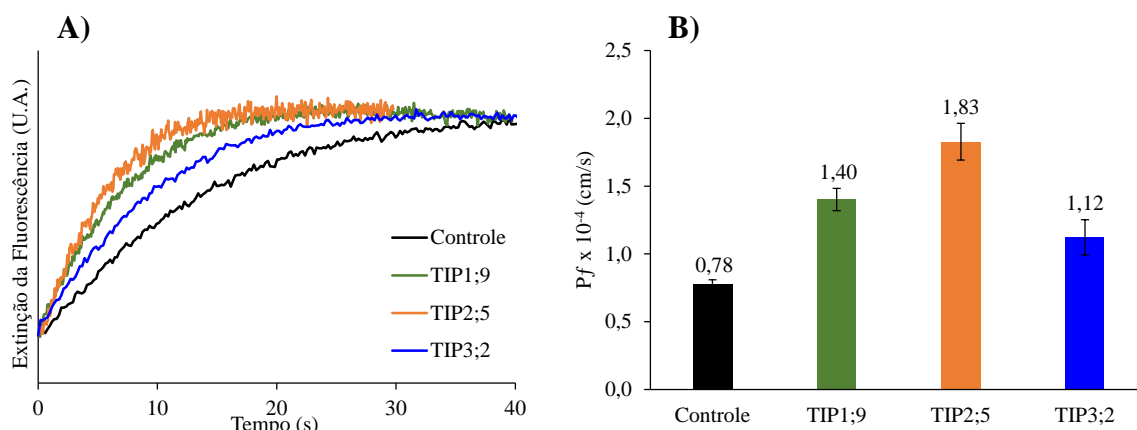 A)
Extinção da Fluorescência (U.A.)
Controle
TIP1;9
TIP2;5
TIP3;2
0 10 20 30 40
Tempo (s)
B)
Pf x 10⁻⁴ (cm/s)
2,5
2,0
1,5
1,0
0,5
0,0
0,78
1,40
1,83
1,12
Controle TIP1;9 TIP2;5 TIP3;2